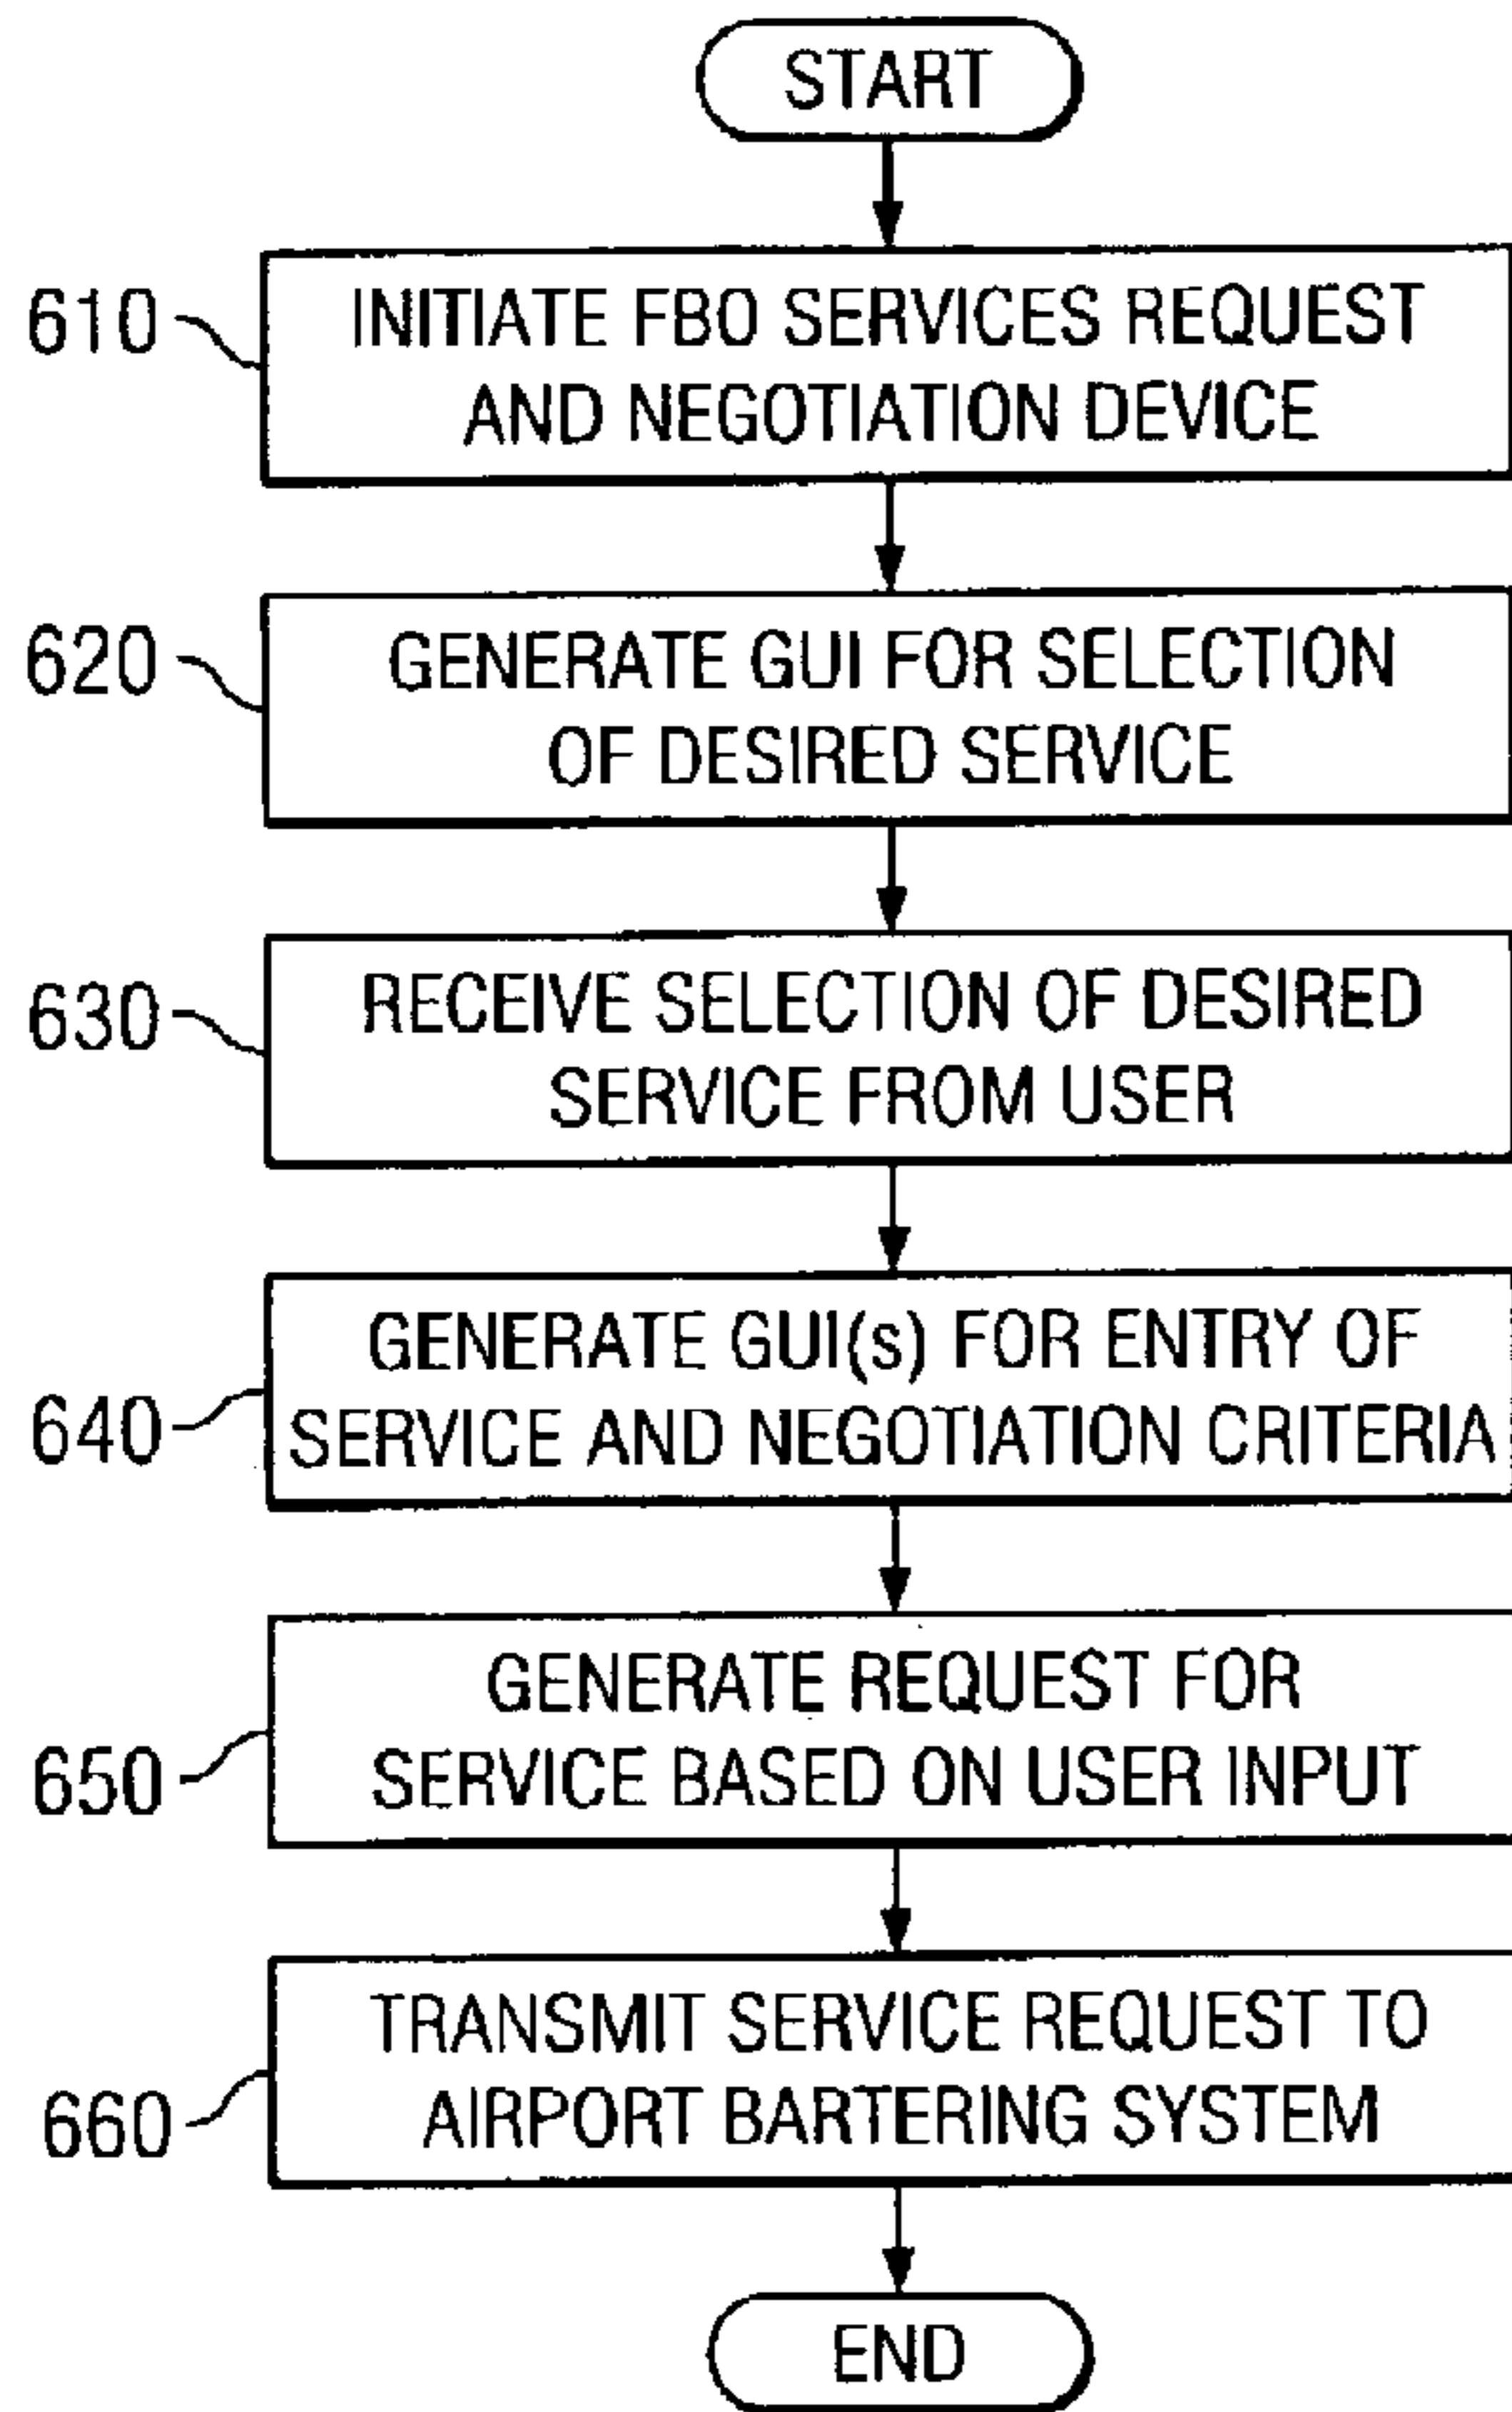 START
610
INITIATE FBO SERVICES REQUEST
AND NEGOTIATION DEVICE
620
GENERATE GUI FOR SELECTION
OF DESIRED SERVICE
630
RECEIVE SELECTION OF DESIRED
SERVICE FROM USER
640
GENERATE GUI(s) FOR ENTRY OF
SERVICE AND NEGOTIATION CRITERIA
650
GENERATE REQUEST FOR
SERVICE BASED ON USER INPUT
660
TRANSMIT SERVICE REQUEST TO
AIRPORT BARTERING SYSTEM
END